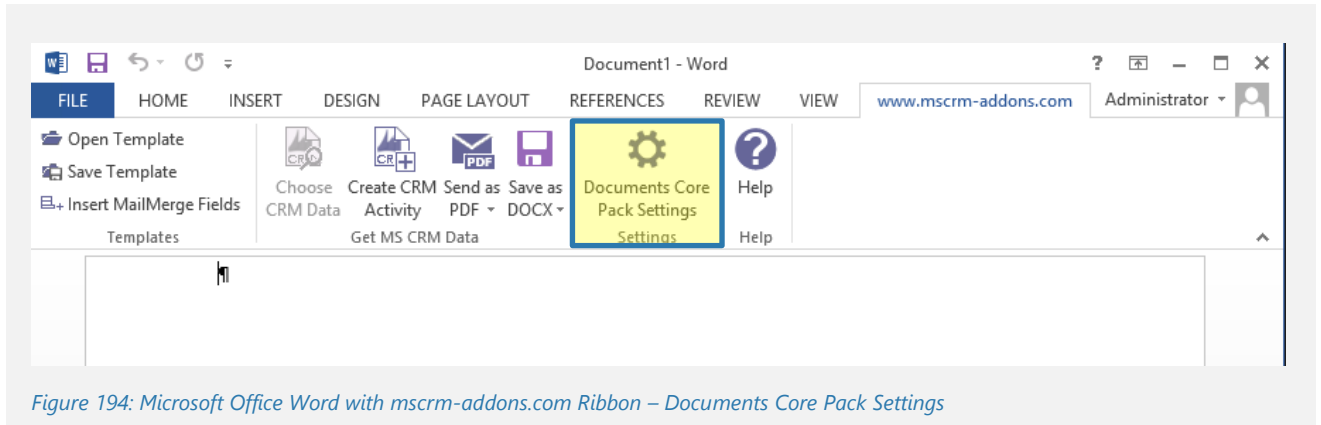 Document1 - Word
?
FILE HOME INSERT DESIGN PAGE LAYOUT REFERENCES REVIEW VIEW www.mscrm-addons.com Administrator
Open Template
Save Template
Insert MailMerge Fields
Templates
Choose
CRM Data
Create CRM
Activity
PDF
Send as
PDF
Save as
DOCX
Get MS CRM Data
Documents Core
Pack Settings
Settings
?
Help
Help
¶
Figure 194: Microsoft Office Word with mscrm-addons.com Ribbon – Documents Core Pack Settings